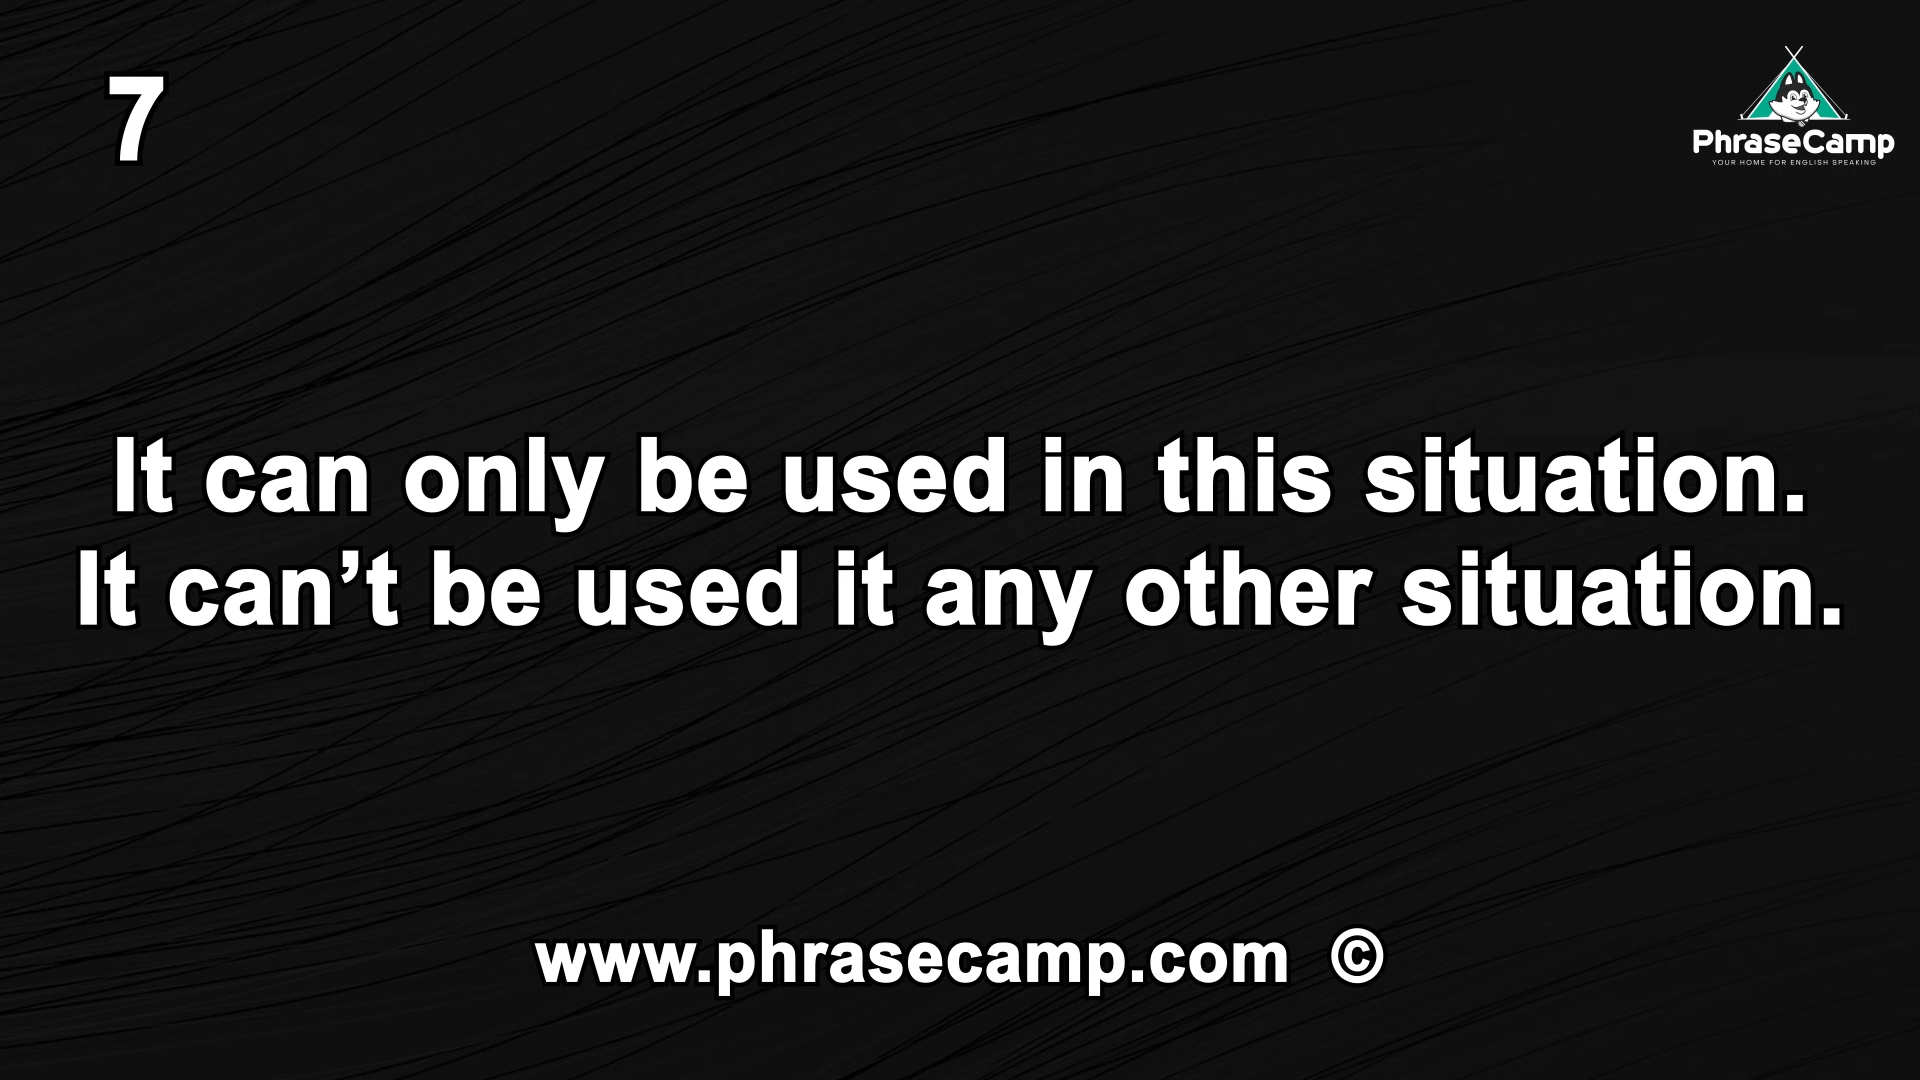 7
PhraseCamp
YOUR HOME FOR ENGLISH SPEAKING
It can only be used in this situation.
It can’t be used it any other situation.
www.phrasecamp.com ©